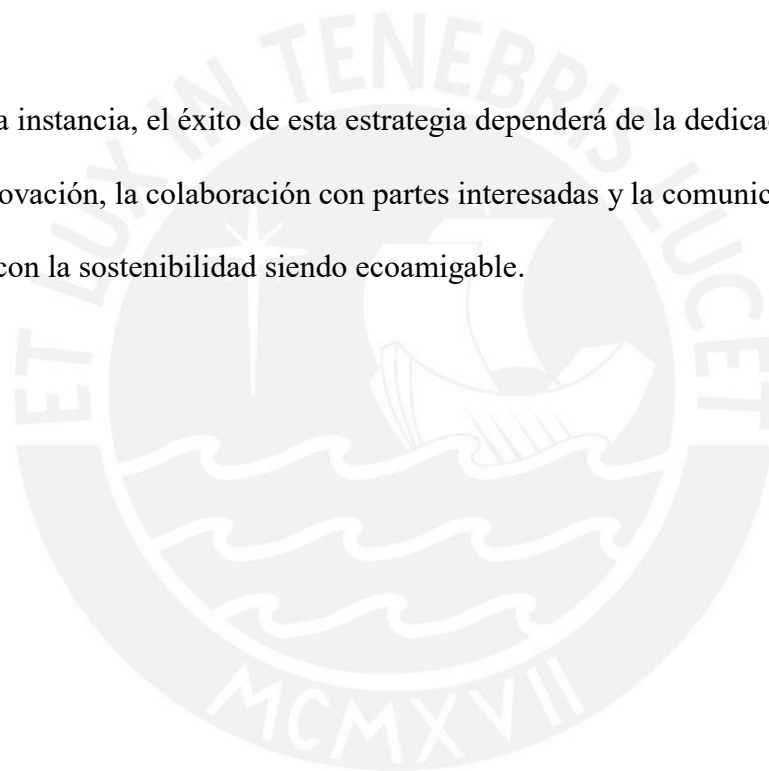 ET LUX IN TENEBRIS LUCET
a instancia, el éxito de esta estrategia dependerá de la dedica
ovación, la colaboración con partes interesadas y la comunic
con la sostenibilidad siendo ecoamigable.
MCMXVII